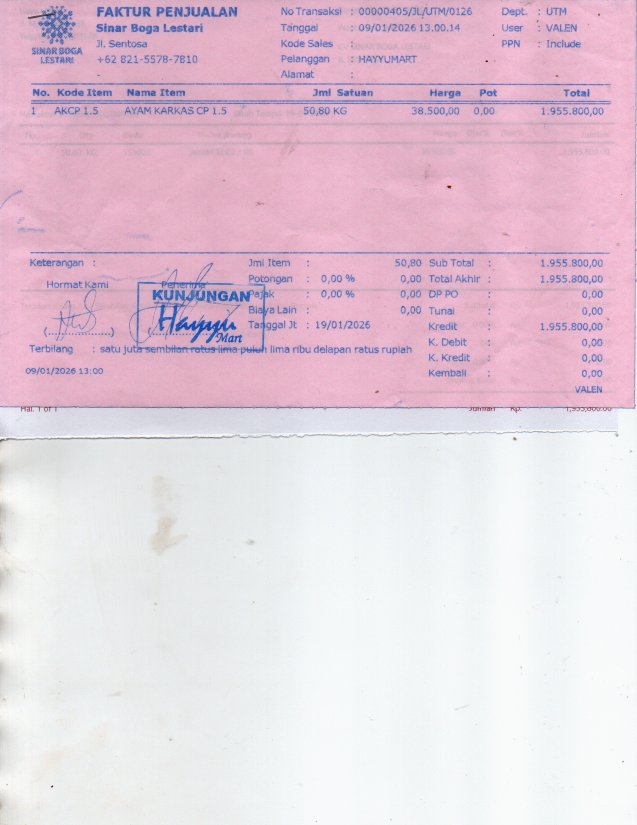 SINAR BOGA
LESTARI
FAKTUR PENJUALAN
Sinar Boga Lestari
Jl. Sentosa
+62 821-5578-7810
-
No Transaksi : 00000405/JL/UTM/0126
Tanggal : 09/01/2026 13.00.14
Kode Sales :
Pelanggan : HAYYUMART
Alamat :
Dept. : UTM
User : VALEN
PPN : Include
No. Kode Item Nama Item Jml Satuan Harga Pot Total
1 AKCP 1.5 AYAM KARKAS CP 1.5 50,80 KG 38.500,00 0,00 1.955.800,00
Keterangan :
Hormat Kami Penerima
(..............)
KUNJUNGAN
Hayyu
Mart
Jml Item : 50,80
Potongan : 0,00 % 0,00
Pajak : 0,00 % 0,00
Biaya Lain : 0,00
Tanggal Jt : 19/01/2026
Sub Total : 1.955.800,00
Total Akhir : 1.955.800,00
DP PO : 0,00
Tunai : 0,00
Kredit : 1.955.800,00
K. Debit : 0,00
K. Kredit : 0,00
Kembali : 0,00
Terbilang : satu juta sembilan ratus lima puluh lima ribu delapan ratus rupiah
09/01/2026 13:00
VALEN
Hal. 1 of 1 Jumlah Rp. 1,955,800.00